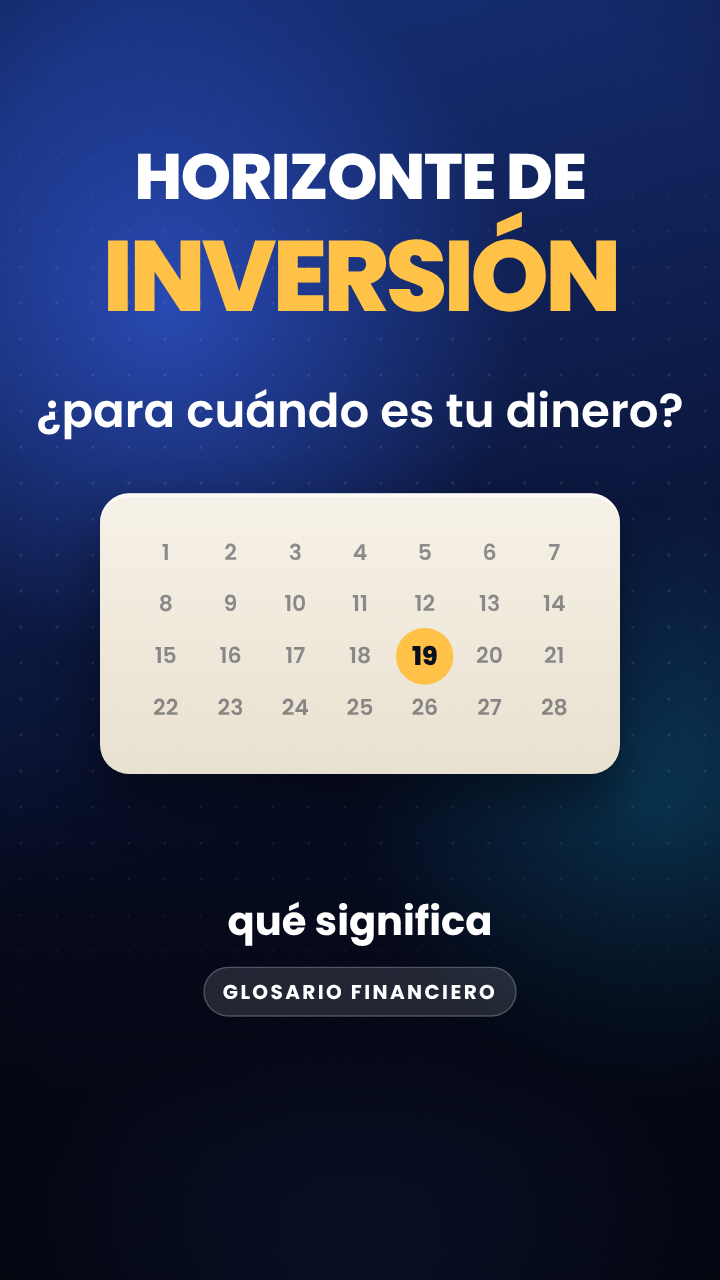 HORIZONTE DE
INVERSIÓN
¿para cuándo es tu dinero?
1 2 3 4 5 6 7
8 9 10 11 12 13 14
15 16 17 18 19 20 21
22 23 24 25 26 27 28
qué significa
GLOSARIO FINANCIERO